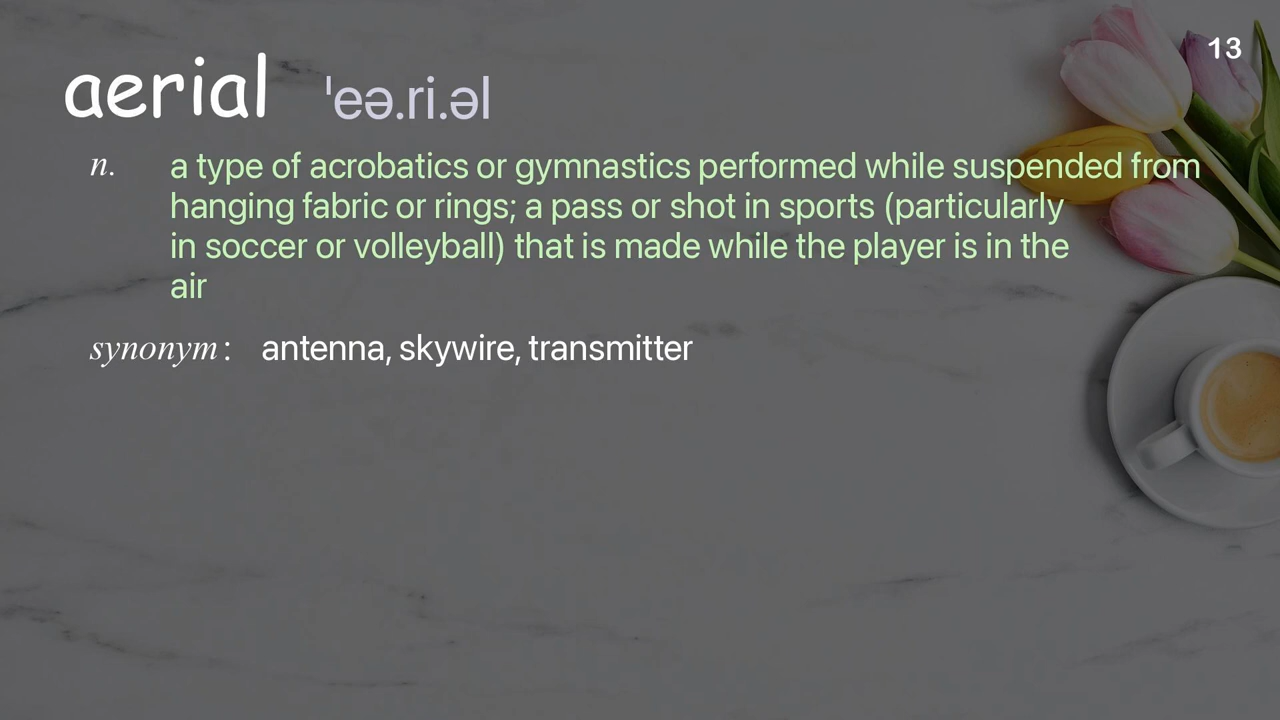 13
aerial ˈeə.ri.əl
n. a type of acrobatics or gymnastics performed while suspended from
hanging fabric or rings; a pass or shot in sports (particularly
in soccer or volleyball) that is made while the player is in the
air
synonym: antenna, skywire, transmitter